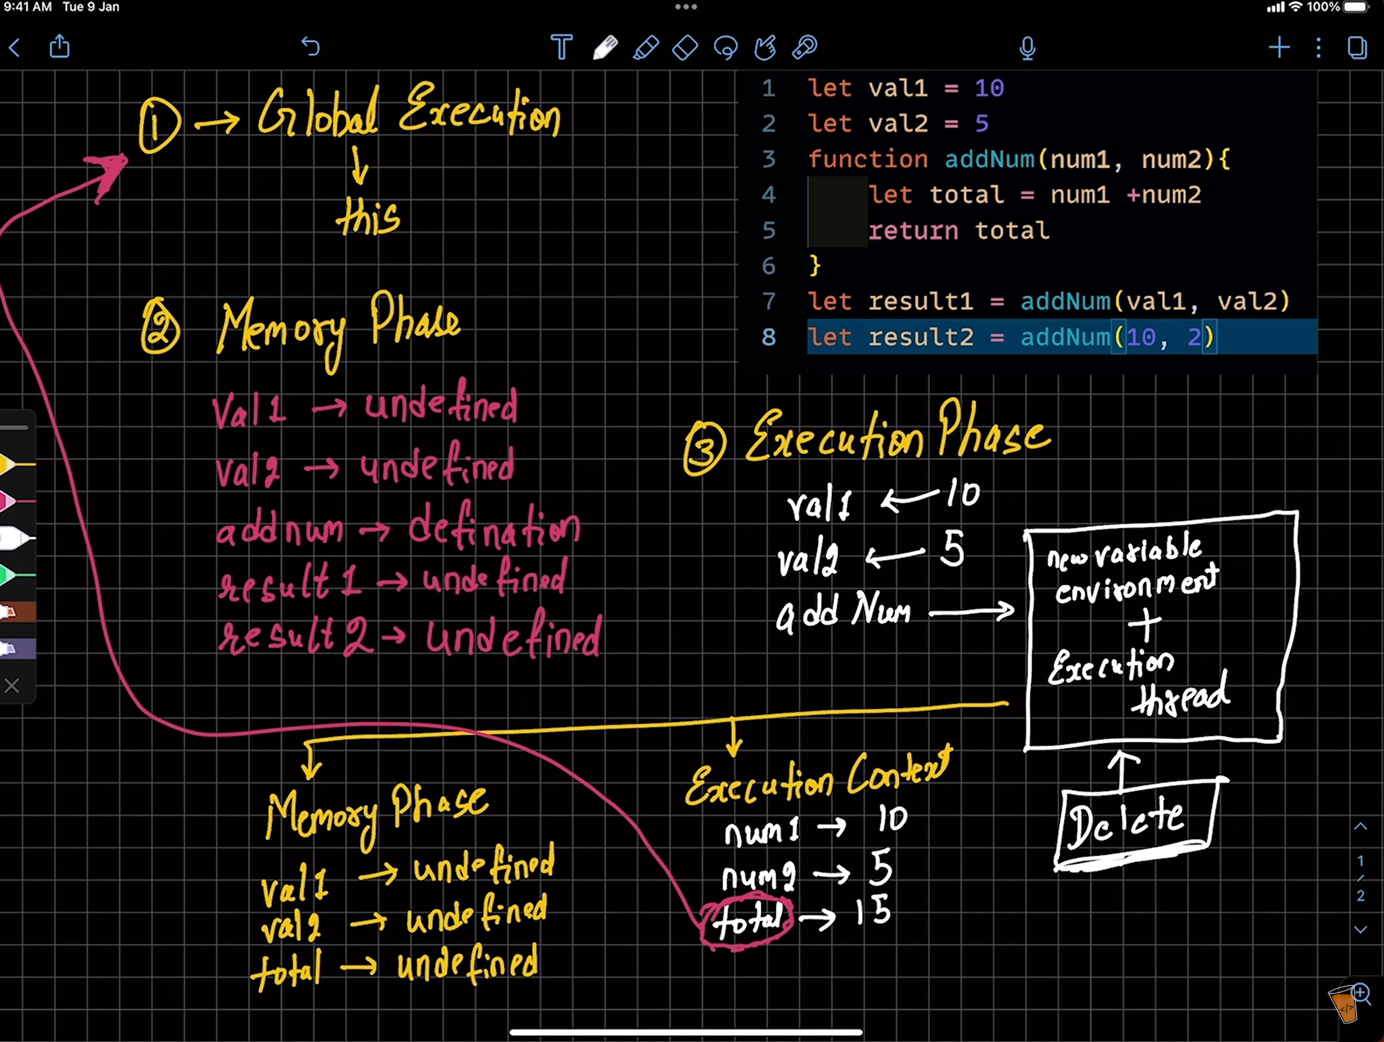 9:41 AM Tue 9 Jan
100%
① → Global Execution
this
1 let val1 = 10
2 let val2 = 5
3 function addNum(num1, num2){
4 let total = num1 +num2
5 return total
6 }
7 let result1 = addNum(val1, val2)
8 let result2 = addNum(10, 2)
② Memory Phase
val1 → undefined
val2 → undefined
addnum → defination
result1 → undefined
result2 → undefined
③ Execution Phase
val1 ← 10
val2 ← 5
addNum →
new variable
environment
+
Execution
thread
Delete
Memory Phase
val1 → undefined
val2 → undefined
total → undefined
Execution Context
num1 → 10
num2 → 5
total → 15
1
/
2